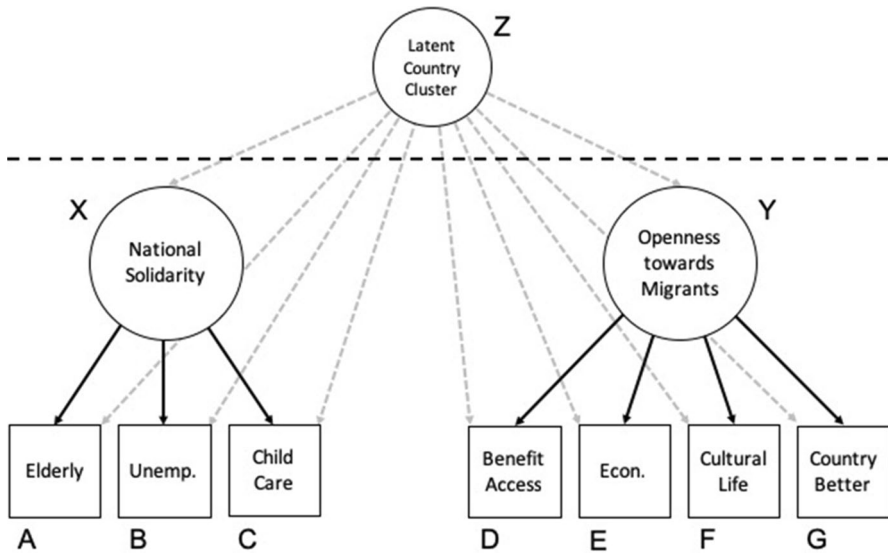 Z
Latent
Country
Cluster
X
National
Solidarity
Y
Openness
towards
Migrants
Elderly
Unemp.
Child
Care
Benefit
Access
Econ.
Cultural
Life
Country
Better
A
B
C
D
E
F
G